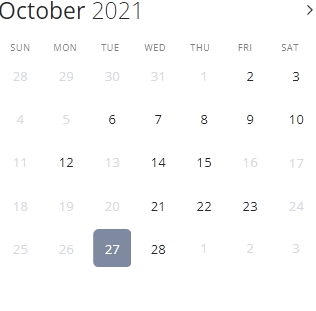 October 2021
SUN MON TUE WED THU FRI SAT
28 29 30 31 1 2 3
4 5 6 7 8 9 10
11 12 13 14 15 16 17
18 19 20 21 22 23 24
25 26 27 28 1 2 3